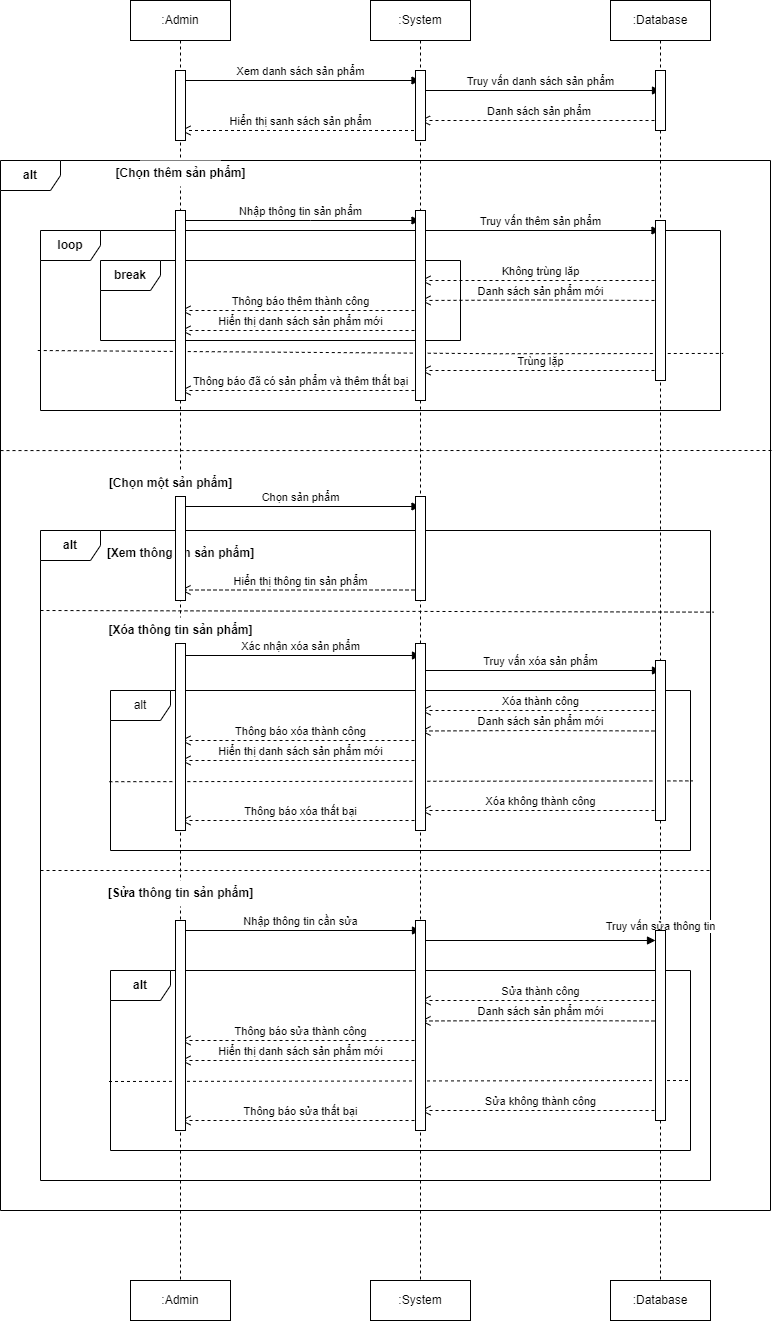 :Admin
:System
:Database
Xem danh sách sản phẩm
Truy vấn danh sách sản phẩm
Danh sách sản phẩm
Hiển thị sanh sách sản phẩm
alt
[Chọn thêm sản phẩm]
Nhập thông tin sản phẩm
Truy vấn thêm sản phẩm
loop
break
Không trùng lặp
Danh sách sản phẩm mới
Thông báo thêm thành công
Hiển thị danh sách sản phẩm mới
Trùng lặp
Thông báo đã có sản phẩm và thêm thất bại
[Chọn một sản phẩm]
Chọn sản phẩm
alt
[Xem thông tin sản phẩm]
Hiển thị thông tin sản phẩm
[Xóa thông tin sản phẩm]
Xác nhận xóa sản phẩm
Truy vấn xóa sản phẩm
alt
Xóa thành công
Danh sách sản phẩm mới
Thông báo xóa thành công
Hiển thị danh sách sản phẩm mới
Xóa không thành công
Thông báo xóa thất bại
[Sửa thông tin sản phẩm]
Nhập thông tin cần sửa
Truy vấn sửa thông tin
alt
Sửa thành công
Danh sách sản phẩm mới
Thông báo sửa thành công
Hiển thị danh sách sản phẩm mới
Sửa không thành công
Thông báo sửa thất bại
:Admin
:System
:Database